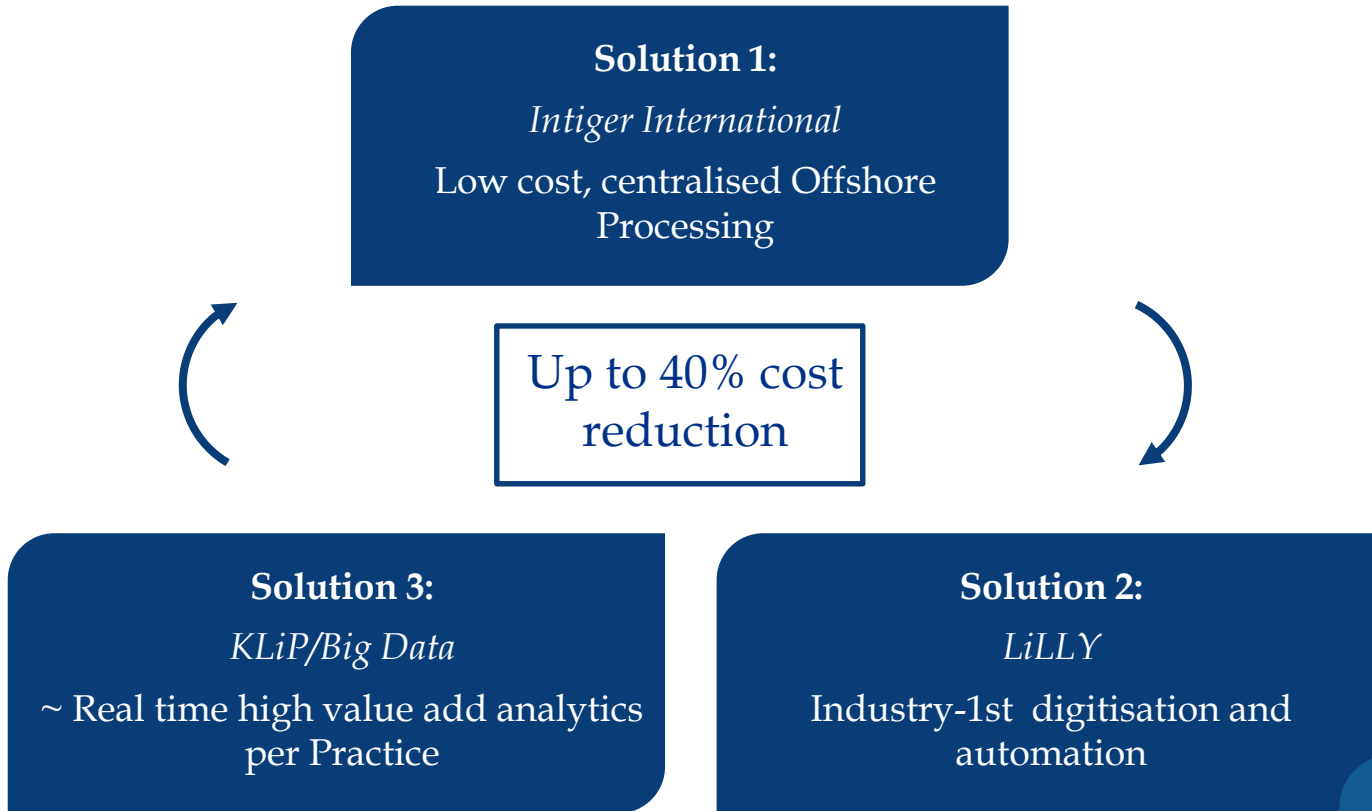 Solution 1:
Intiger International
Low cost, centralised Offshore
Processing
Up to 40% cost
reduction
Solution 3:
KLiP/Big Data
~ Real time high value add analytics
per Practice
Solution 2:
LiLLY
Industry-1st digitisation and
automation